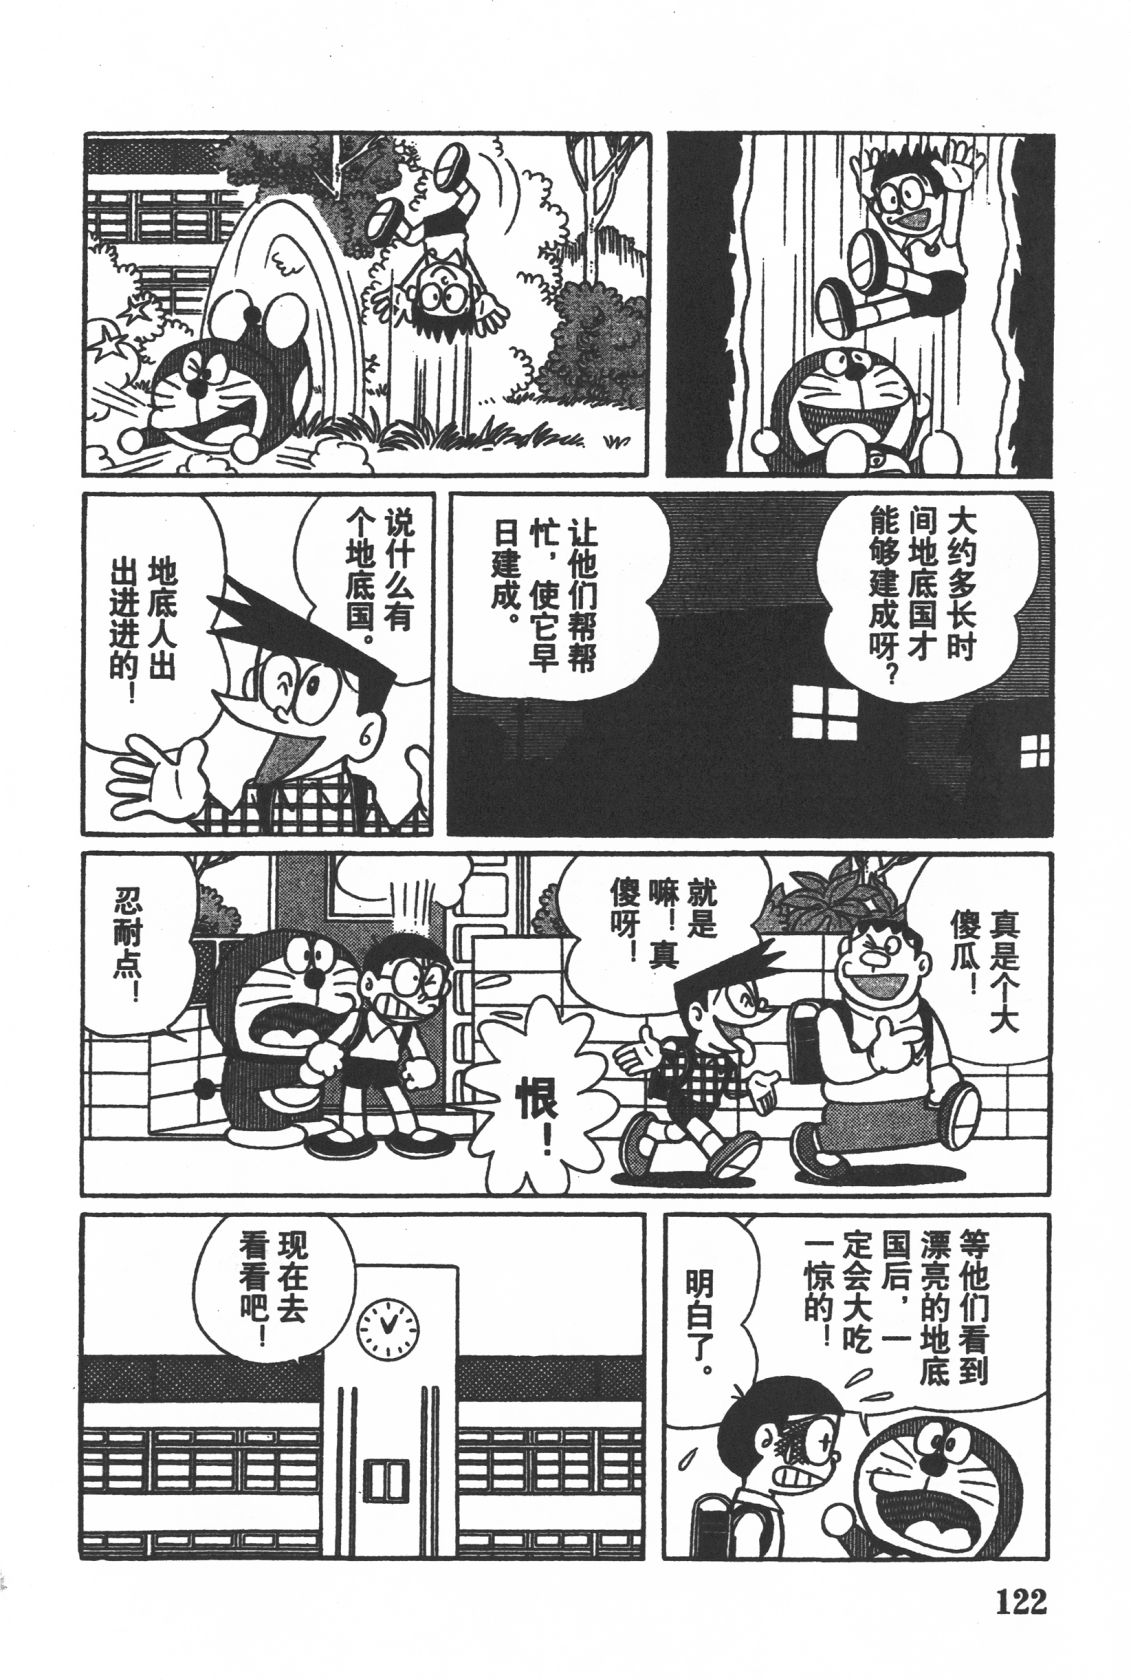 大约多长时
间地底国才
能够建成呀？
让他们帮帮
忙，使它早
日建成。
说什么有
个地底国。
地底人出
出进进的！
真是个大
傻瓜！
就是
嘛！真
傻呀！
恨！
忍耐点！
等他们看到
漂亮的地底
国后，一
定会大吃
一惊的！
明白了。
现在去
看看吧！
122